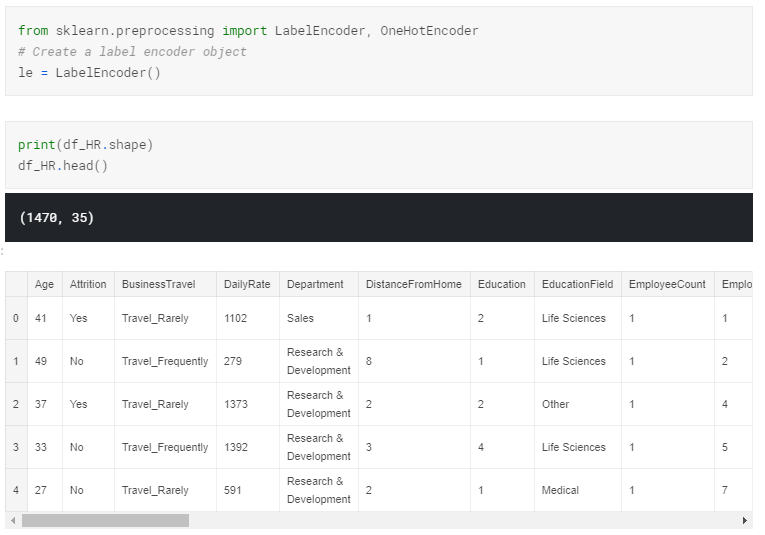 from sklearn.preprocessing import LabelEncoder, OneHotEncoder
# Create a label encoder object
le = LabelEncoder()
print(df_HR.shape)
df_HR.head()
(1470, 35)
:
Age Attrition BusinessTravel DailyRate Department DistanceFromHome Education EducationField EmployeeCount Emplo
0 41 Yes Travel_Rarely 1102 Sales 1 2 Life Sciences 1 1
1 49 No Travel_Frequently 279 Research & Development 8 1 Life Sciences 1 2
2 37 Yes Travel_Rarely 1373 Research & Development 2 2 Other 1 4
3 33 No Travel_Frequently 1392 Research & Development 3 4 Life Sciences 1 5
4 27 No Travel_Rarely 591 Research & Development 2 1 Medical 1 7